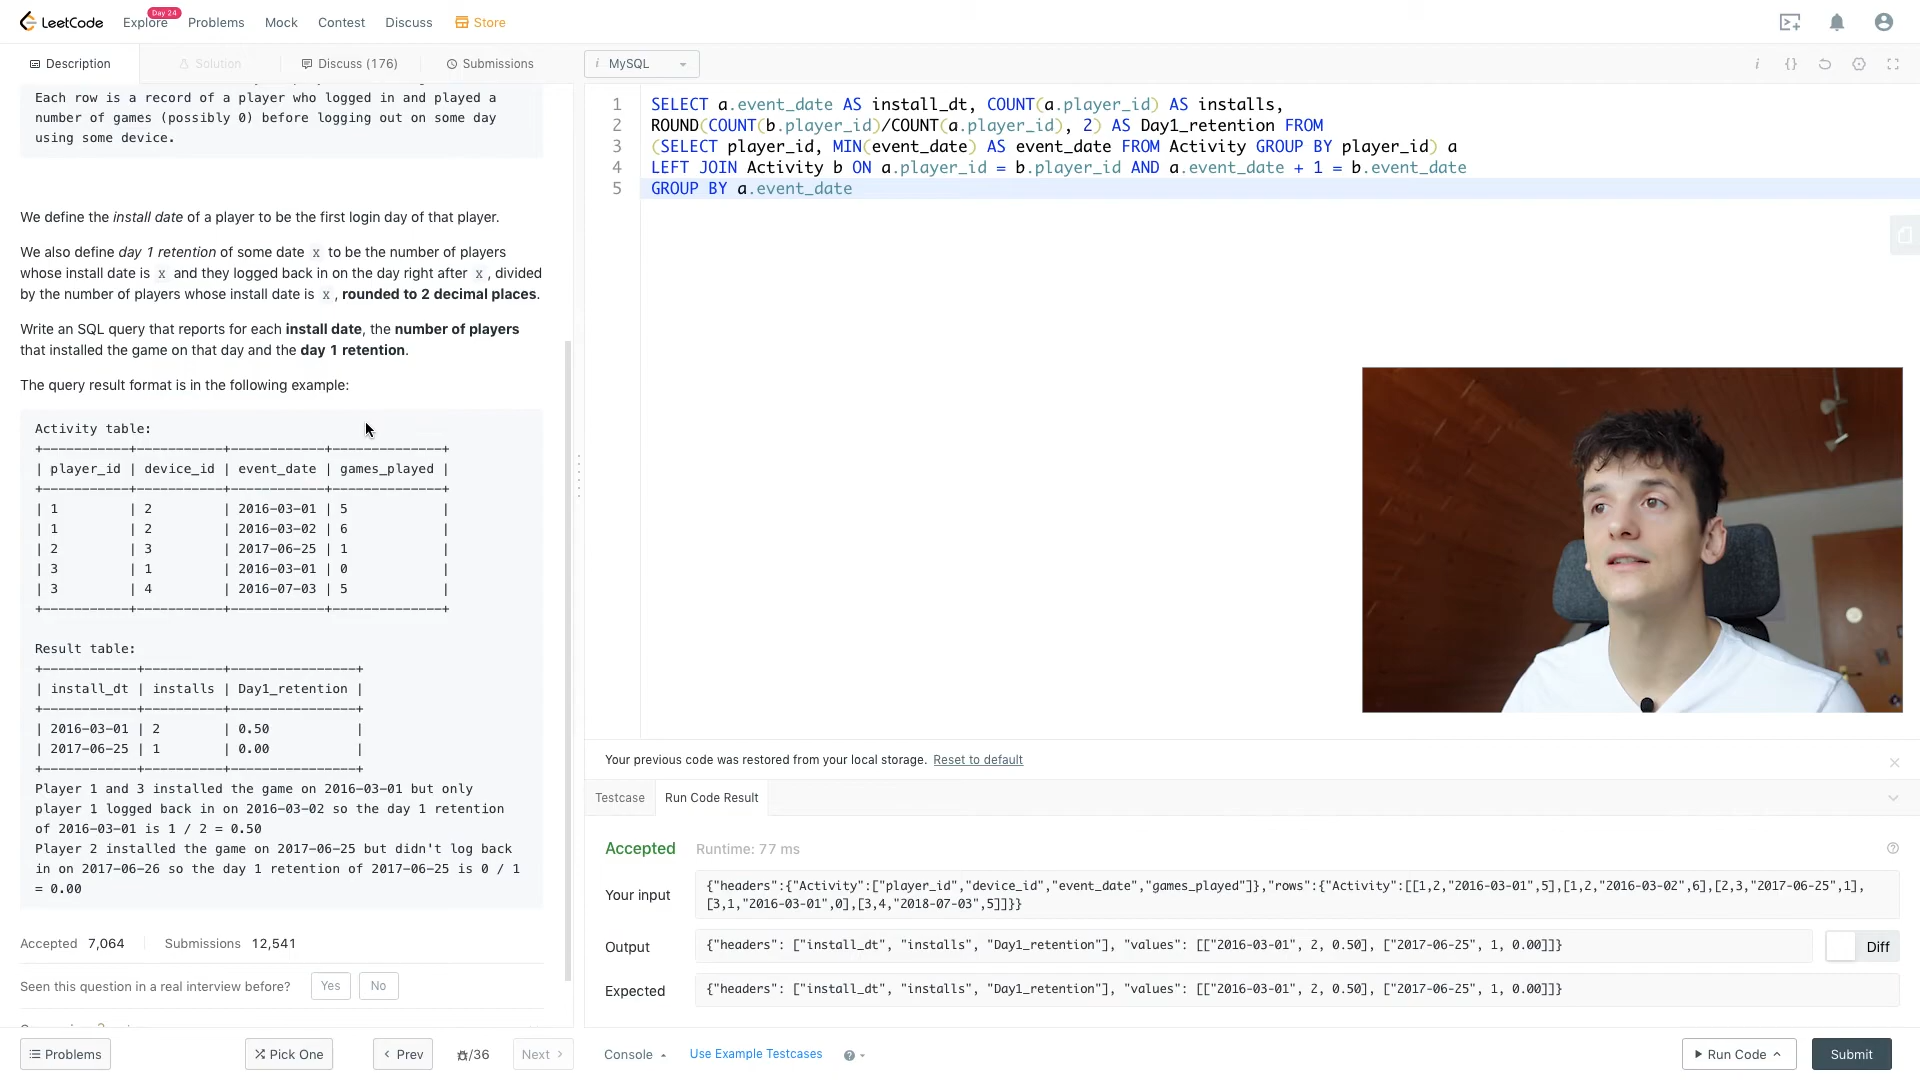 LeetCode
Explore
Day 24
Problems
Mock
Contest
Discuss
Store
Description
Solution
Discuss (176)
Submissions
i MySQL
Each row is a record of a player who logged in and played a
number of games (possibly 0) before logging out on some day
using some device.
We define the install date of a player to be the first login day of that player.
We also define day 1 retention of some date x to be the number of players
whose install date is x and they logged back in on the day right after x , divided
by the number of players whose install date is x , rounded to 2 decimal places.
Write an SQL query that reports for each install date, the number of players
that installed the game on that day and the day 1 retention.
The query result format is in the following example:
Activity table:
+-----------+-----------+------------+--------------+
| player_id | device_id | event_date | games_played |
+-----------+-----------+------------+--------------+
| 1         | 2         | 2016-03-01 | 5            |
| 1         | 2         | 2016-03-02 | 6            |
| 2         | 3         | 2017-06-25 | 1            |
| 3         | 1         | 2016-03-01 | 0            |
| 3         | 4         | 2016-07-03 | 5            |
+-----------+-----------+------------+--------------+
Result table:
+------------+----------+----------------+
| install_dt | installs | Day1_retention |
+------------+----------+----------------+
| 2016-03-01 | 2        | 0.50           |
| 2017-06-25 | 1        | 0.00           |
+------------+----------+----------------+
Player 1 and 3 installed the game on 2016-03-01 but only
player 1 logged back in on 2016-03-02 so the day 1 retention
of 2016-03-01 is 1 / 2 = 0.50
Player 2 installed the game on 2017-06-25 but didn't log back
in on 2017-06-26 so the day 1 retention of 2017-06-25 is 0 / 1
= 0.00
Accepted 7,064
Submissions 12,541
Seen this question in a real interview before?
Yes
No
Problems
Pick One
Prev
/36
Next
1 SELECT a.event_date AS install_dt, COUNT(a.player_id) AS installs,
2 ROUND(COUNT(b.player_id)/COUNT(a.player_id), 2) AS Day1_retention FROM
3 (SELECT player_id, MIN(event_date) AS event_date FROM Activity GROUP BY player_id) a
4 LEFT JOIN Activity b ON a.player_id = b.player_id AND a.event_date + 1 = b.event_date
5 GROUP BY a.event_date
Your previous code was restored from your local storage. Reset to default
Testcase
Run Code Result
Accepted Runtime: 77 ms
Your input
{"headers":{"Activity":["player_id","device_id","event_date","games_played"]},"rows":{"Activity":[[1,2,"2016-03-01",5],[1,2,"2016-03-02",6],[2,3,"2017-06-25",1],
[3,1,"2016-03-01",0],[3,4,"2018-07-03",5]]}}
Output
{"headers": ["install_dt", "installs", "Day1_retention"], "values": [["2016-03-01", 2, 0.50], ["2017-06-25", 1, 0.00]]}
Diff
Expected
{"headers": ["install_dt", "installs", "Day1_retention"], "values": [["2016-03-01", 2, 0.50], ["2017-06-25", 1, 0.00]]}
Console
Use Example Testcases
Run Code
Submit